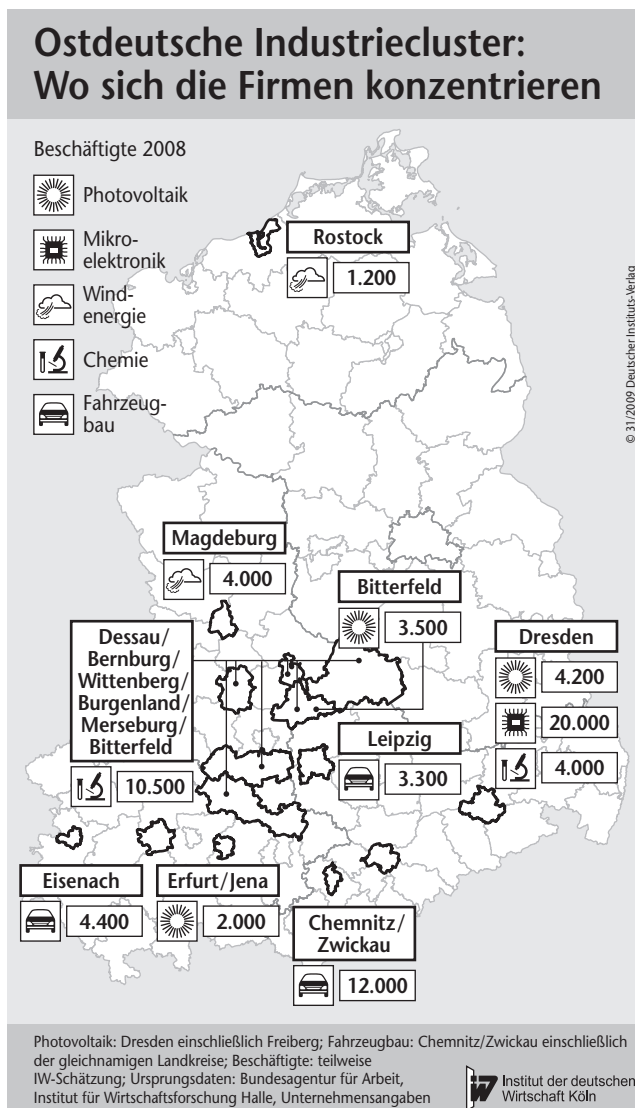 Ostdeutsche Industriecluster:
Wo sich die Firmen konzentrieren
Beschäftigte 2008
Photovoltaik
Mikro-
elektronik
Wind-
energie
Chemie
Fahrzeug-
bau
Rostock
1.200
© 31/2009 Deutscher Instituts-Verlag
Magdeburg
4.000
Bitterfeld
3.500
Dresden
4.200
20.000
4.000
Dessau/
Bernburg/
Wittenberg/
Burgenland/
Merseburg/
Bitterfeld
10.500
Leipzig
3.300
Eisenach
4.400
Erfurt/Jena
2.000
Chemnitz/
Zwickau
12.000
Photovoltaik: Dresden einschließlich Freiberg; Fahrzeugbau: Chemnitz/Zwickau einschließlich
der gleichnamigen Landkreise; Beschäftigte: teilweise
IW-Schätzung; Ursprungsdaten: Bundesagentur für Arbeit,
Institut für Wirtschaftsforschung Halle, Unternehmensangaben
iw
Institut der deutschen
Wirtschaft Köln